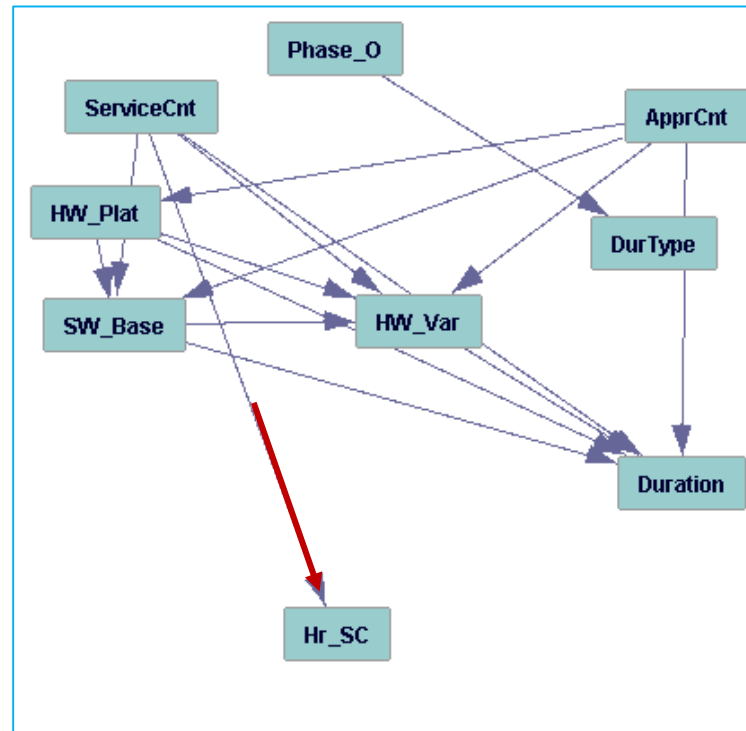 Phase_O
ServiceCnt
ApprCnt
HW_Plat
DurType
SW_Base
HW_Var
Duration
Hr_SC